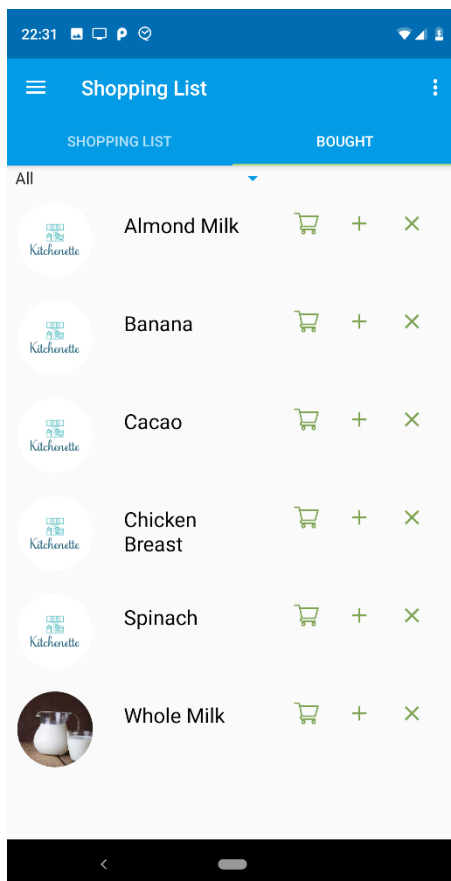 22:31
Shopping List
SHOPPING LIST BOUGHT
All
Kitchenette
Almond Milk
Kitchenette
Banana
Kitchenette
Cacao
Kitchenette
Chicken
Breast
Kitchenette
Spinach
Whole Milk